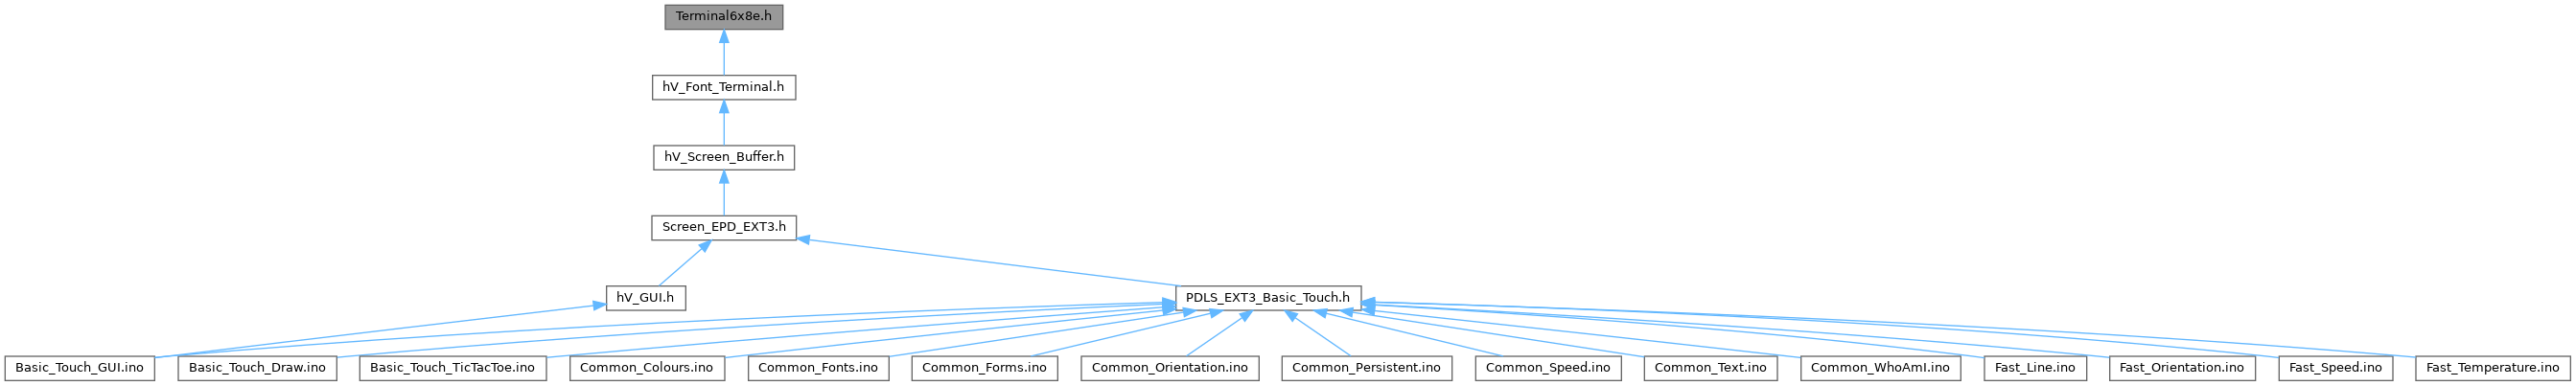 Terminal6x8e.h
hV_Font_Terminal.h
hV_Screen_Buffer.h
Screen_EPD_EXT3.h
hV_GUI.h
PDLS_EXT3_Basic_Touch.h
Basic_Touch_GUI.ino
Basic_Touch_Draw.ino
Basic_Touch_TicTacToe.ino
Common_Colours.ino
Common_Fonts.ino
Common_Forms.ino
Common_Orientation.ino
Common_Persistent.ino
Common_Speed.ino
Common_Text.ino
Common_WhoAmI.ino
Fast_Line.ino
Fast_Orientation.ino
Fast_Speed.ino
Fast_Temperature.ino